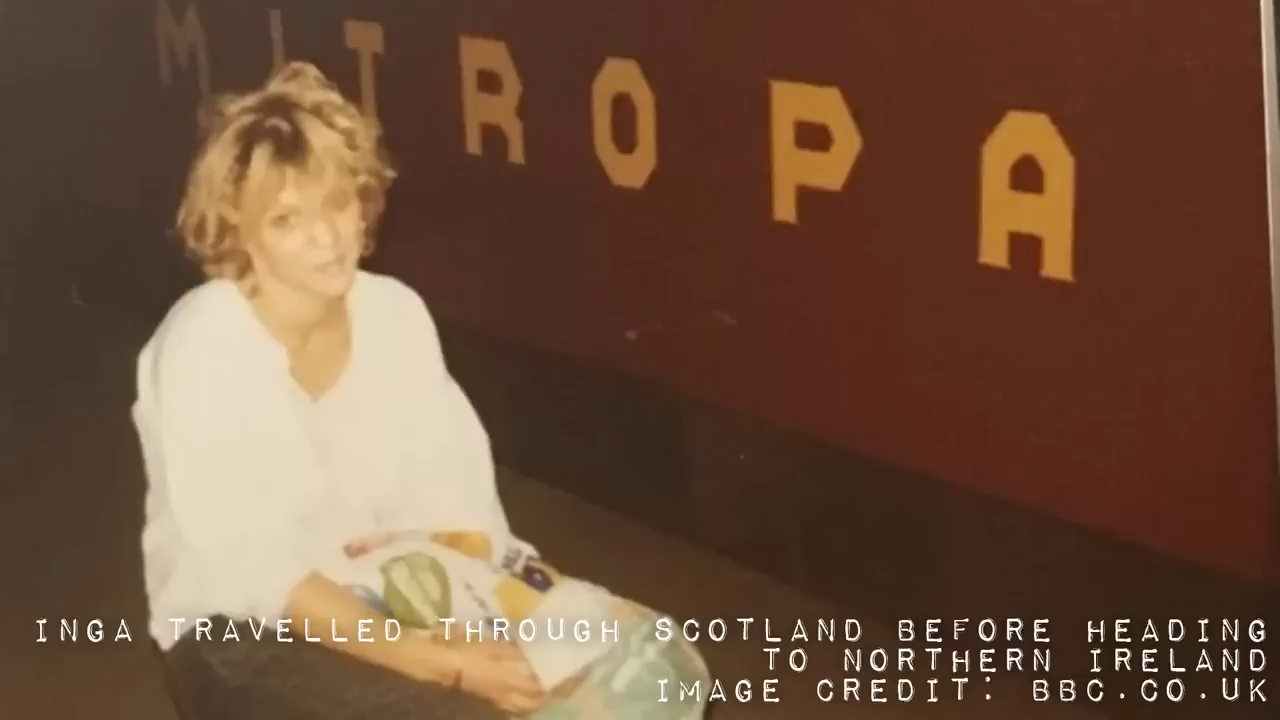 MITROPA
INGA TRAVELLED THROUGH SCOTLAND BEFORE HEADING
TO NORTHERN IRELAND
IMAGE CREDIT: BBC.CO.UK